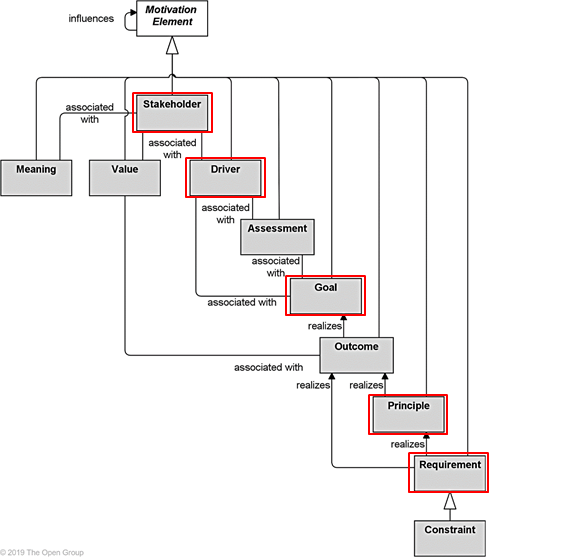 influences
Motivation
Element
associated
with
Stakeholder
associated
with
Meaning
Value
Driver
associated
with
Assessment
associated
with
Goal
associated with
realizes
Outcome
associated with
realizes
realizes
Principle
realizes
Requirement
Constraint
© 2019 The Open Group